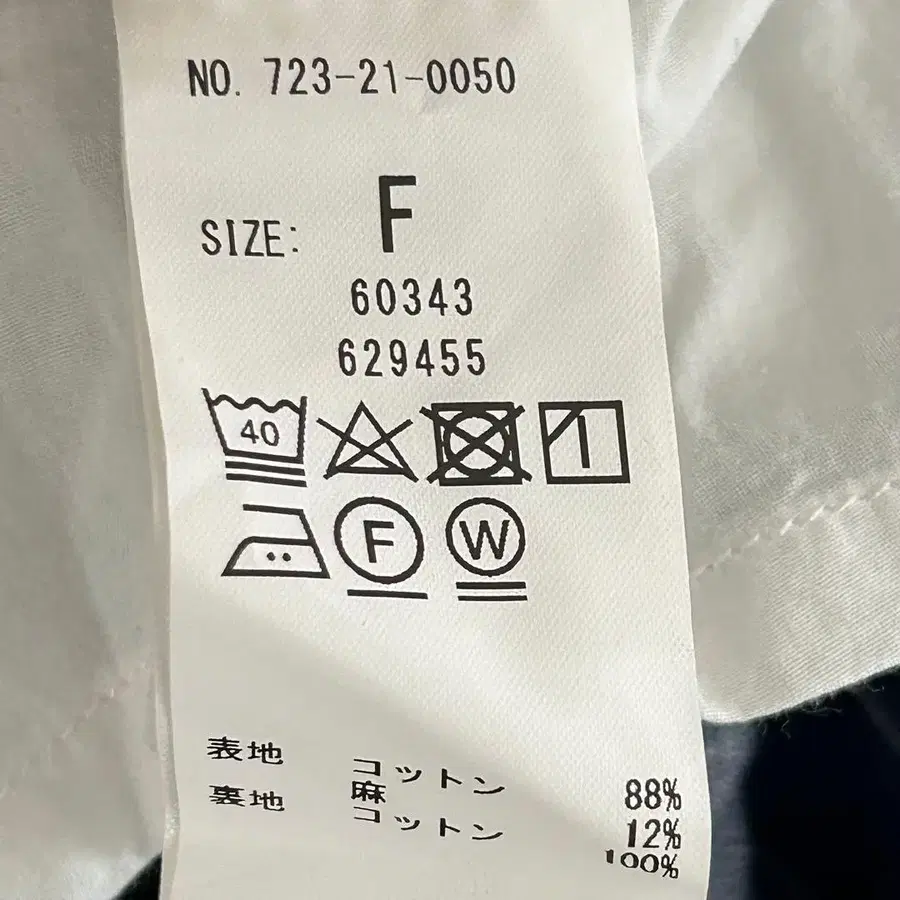 NO. 723-21-0050
SIZE: F
60343
629455
40
F W
表地 コットン 88%
麻 12%
裏地 コットン 100%